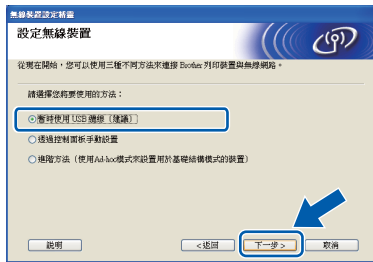 無線裝置設定精靈
設定無線裝置
從現在開始，您可以使用三種不同方法來連接 Brother 列印裝置與無線網路。
請選擇您將要使用的方法：
暫時使用 USB 纜線（建議）
透過控制面板手動設置
進階方法（使用Ad-hoc模式來設置用於基礎結構模式的裝置）
說明
<返回
下一步>
取消